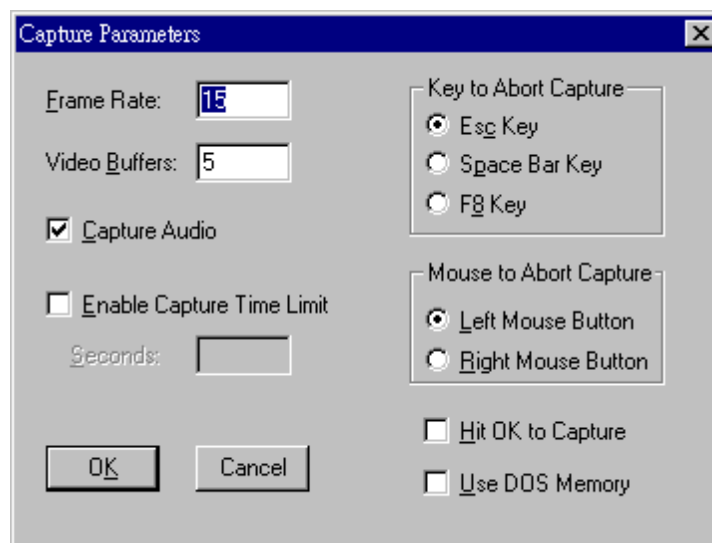 Capture Parameters
Frame Rate: 15
Video Buffers: 5
Capture Audio
Enable Capture Time Limit
Seconds:
OK
Cancel
Key to Abort Capture
Esc Key
Space Bar Key
F8 Key
Mouse to Abort Capture
Left Mouse Button
Right Mouse Button
Hit OK to Capture
Use DOS Memory